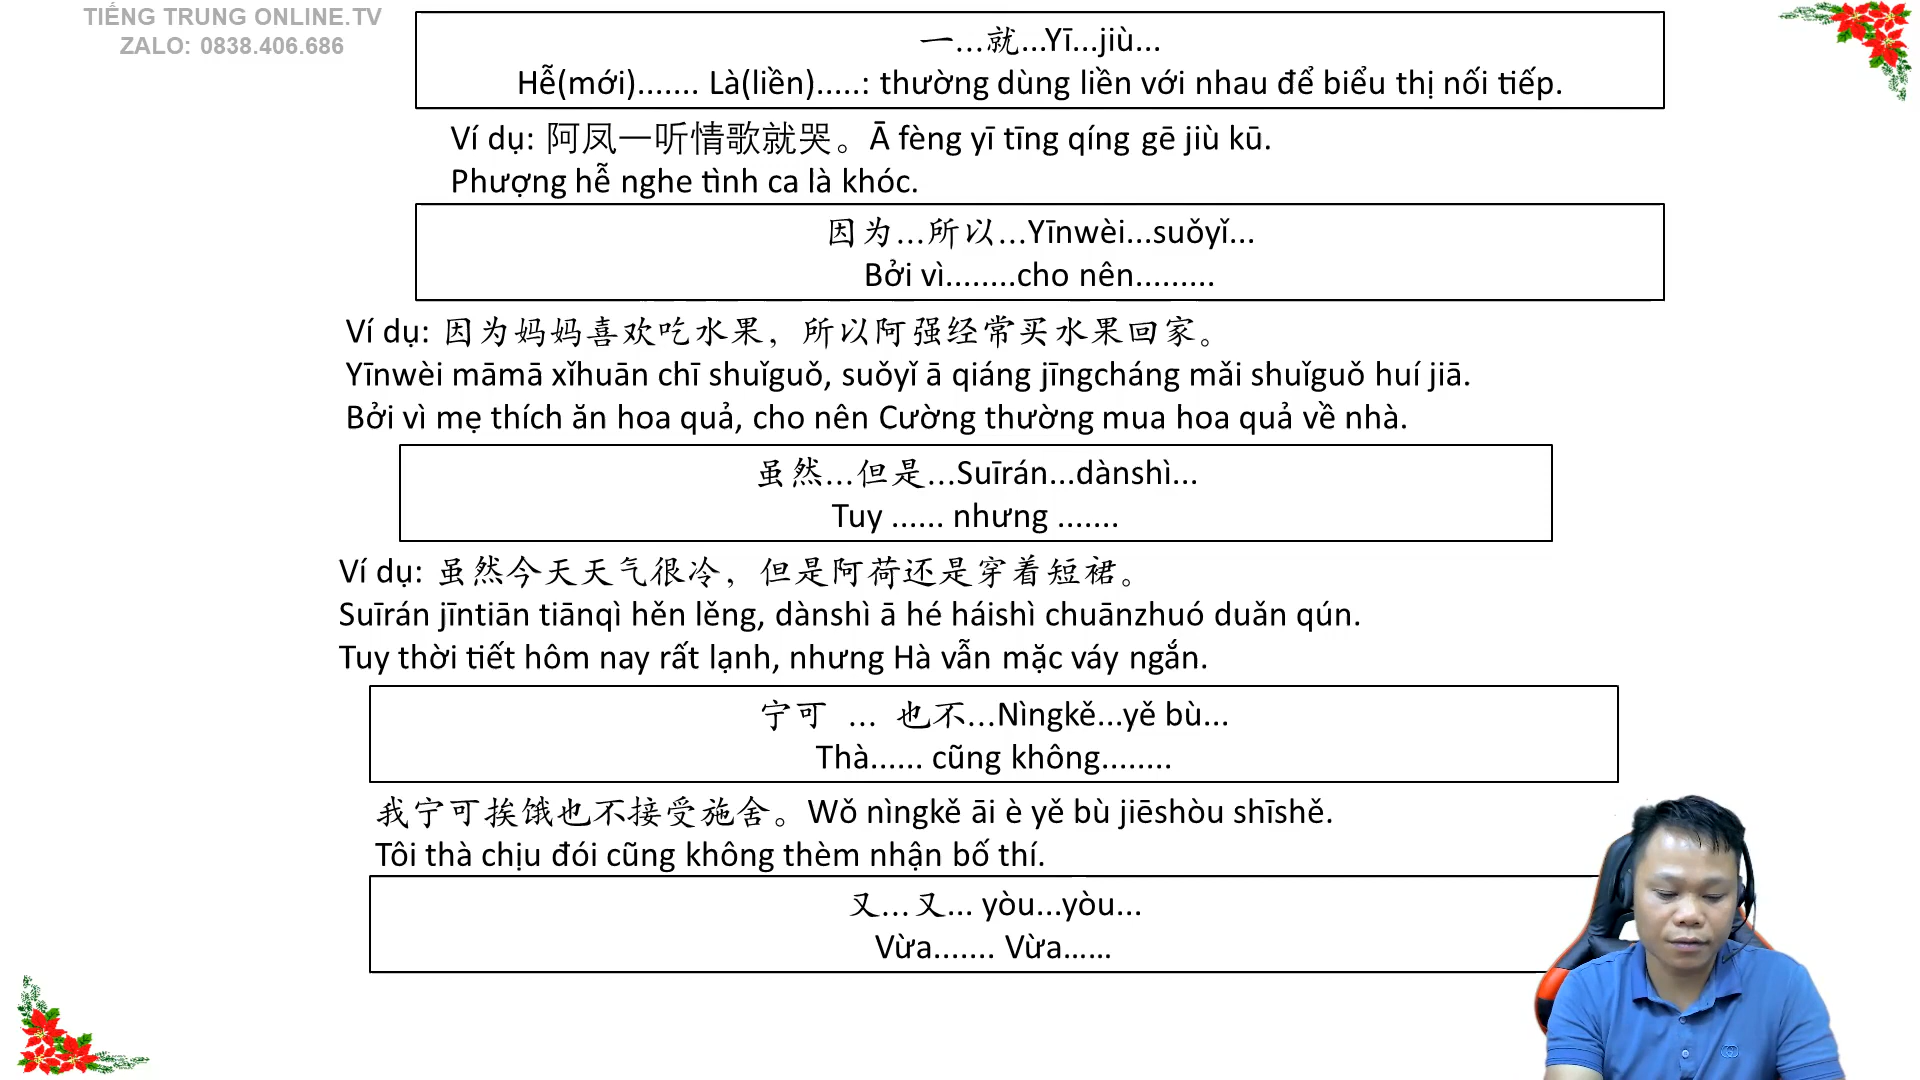 TIẾNG TRUNG ONLINE.TV
ZALO: 0838.406.686
一...就...Yī...jiù...
Hễ(mới)....... Là(liền).....: thường dùng liền với nhau để biểu thị nối tiếp.
Ví dụ: 阿凤一听情歌就哭。Ā fèng yī tīng qíng gē jiù kū.
Phượng hễ nghe tình ca là khóc.
因为...所以...Yīnwèi...suǒyǐ...
Bởi vì........cho nên.........
Ví dụ: 因为妈妈喜欢吃水果，所以阿强经常买水果回家。
Yīnwèi māmā xǐhuān chī shuǐguǒ, suǒyǐ ā qiáng jīngcháng mǎi shuǐguǒ huí jiā.
Bởi vì mẹ thích ăn hoa quả, cho nên Cường thường mua hoa quả về nhà.
虽然...但是...Suīrán...dànshì...
Tuy ...... nhưng .......
Ví dụ: 虽然今天天气很冷，但是阿荷还是穿着短裙。
Suīrán jīntiān tiānqì hěn lěng, dànshì ā hé háishì chuānzhuó duǎn qún.
Tuy thời tiết hôm nay rất lạnh, nhưng Hà vẫn mặc váy ngắn.
宁可 ... 也不...Nìngkě...yě bù...
Thà...... cũng không........
我宁可挨饿也不接受施舍。Wǒ nìngkě āi è yě bù jiēshòu shīshě.
Tôi thà chịu đói cũng không thèm nhận bố thí.
又...又... yòu...yòu...
Vừa....... Vừa......